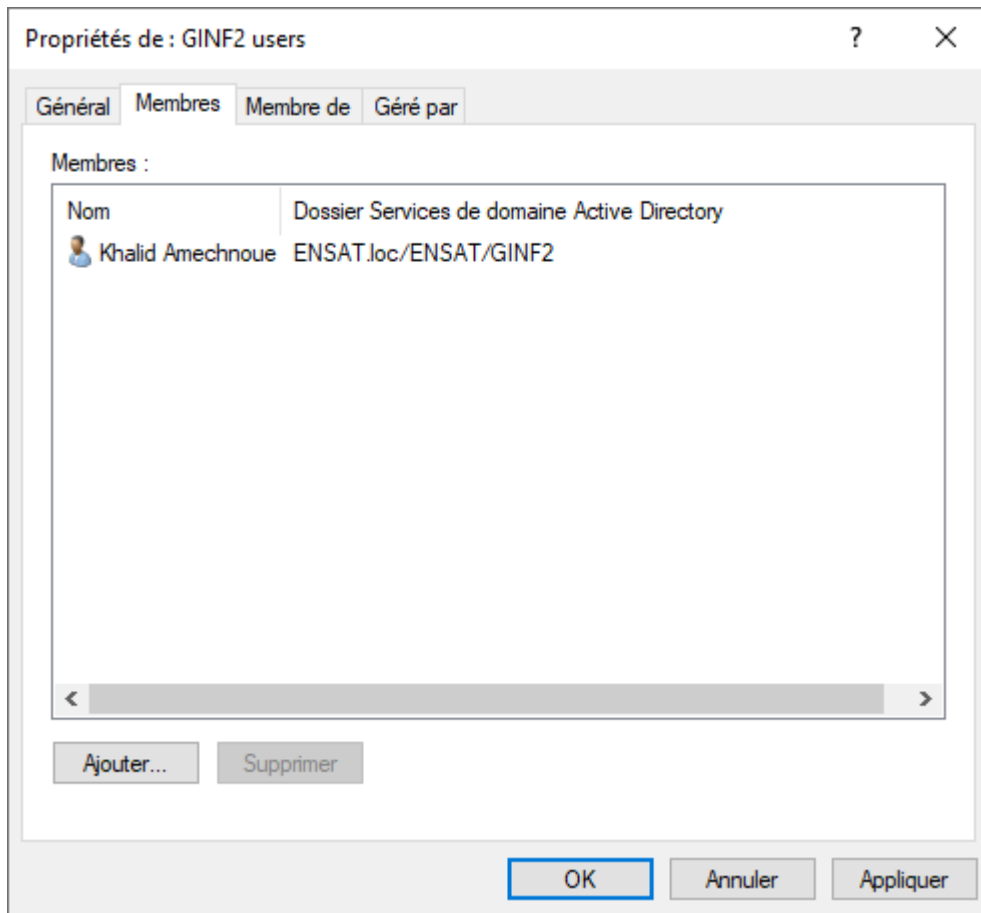 Propriétés de : GINF2 users ?
Général Membres Membre de Géré par
Membres :
Nom Dossier Services de domaine Active Directory
Khalid Amechnoue ENSAT.loc/ENSAT/GINF2
Ajouter... Supprimer
OK Annuler Appliquer